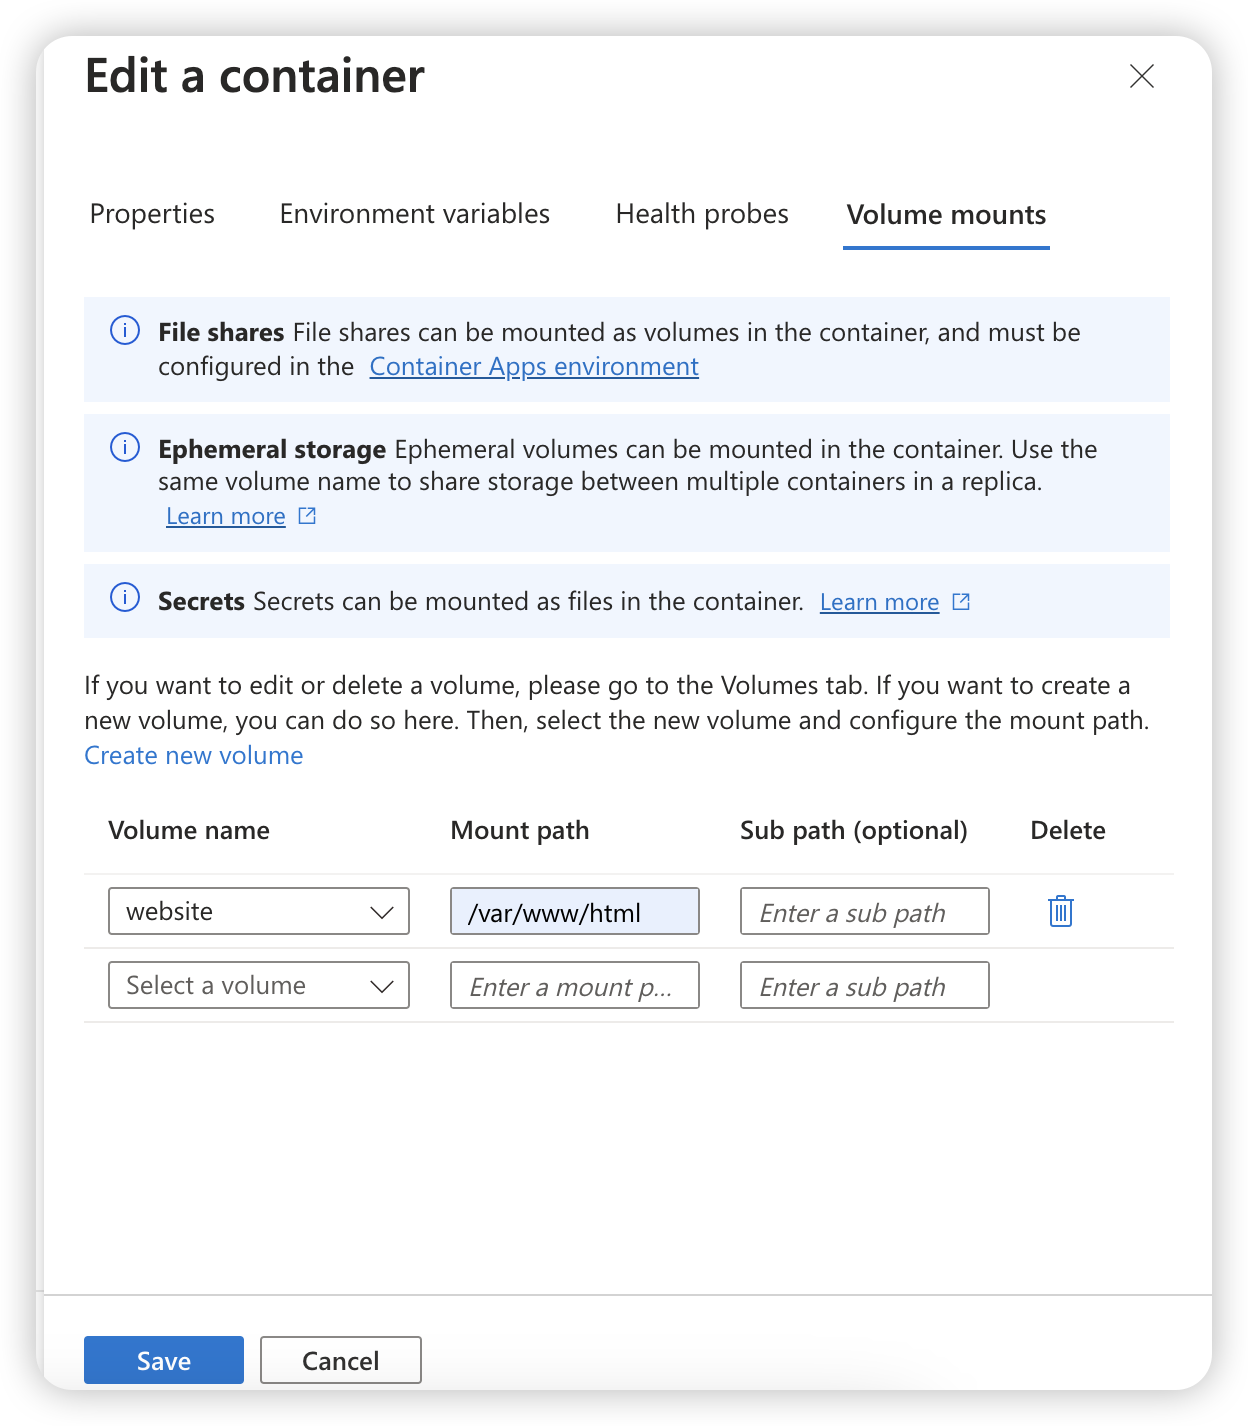 Edit a container
Properties Environment variables Health probes Volume mounts
File shares File shares can be mounted as volumes in the container, and must be
configured in the Container Apps environment
Ephemeral storage Ephemeral volumes can be mounted in the container. Use the
same volume name to share storage between multiple containers in a replica.
Learn more
Secrets Secrets can be mounted as files in the container. Learn more
If you want to edit or delete a volume, please go to the Volumes tab. If you want to create a
new volume, you can do so here. Then, select the new volume and configure the mount path.
Create new volume
Volume name Mount path Sub path (optional) Delete
website /var/www/html Enter a sub path
Select a volume Enter a mount p... Enter a sub path
Save Cancel